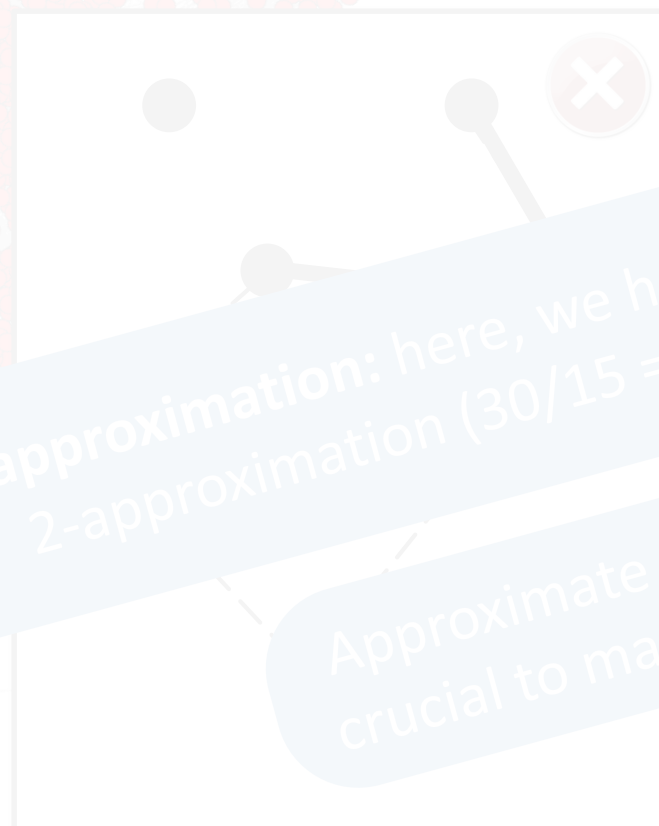 approximation: here, we h
2-approximation (30/15 =
Approximate
crucial to ma